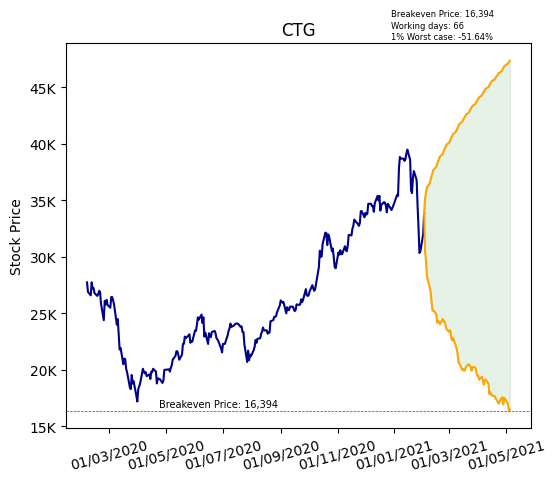 Breakeven Price: 16,394
Working days: 66
1% Worst case: -51.64%
CTG
Stock Price
45K
40K
35K
30K
25K
20K
15K
Breakeven Price: 16,394
01/03/2020
01/05/2020
01/07/2020
01/09/2020
01/11/2020
01/01/2021
01/03/2021
01/05/2021